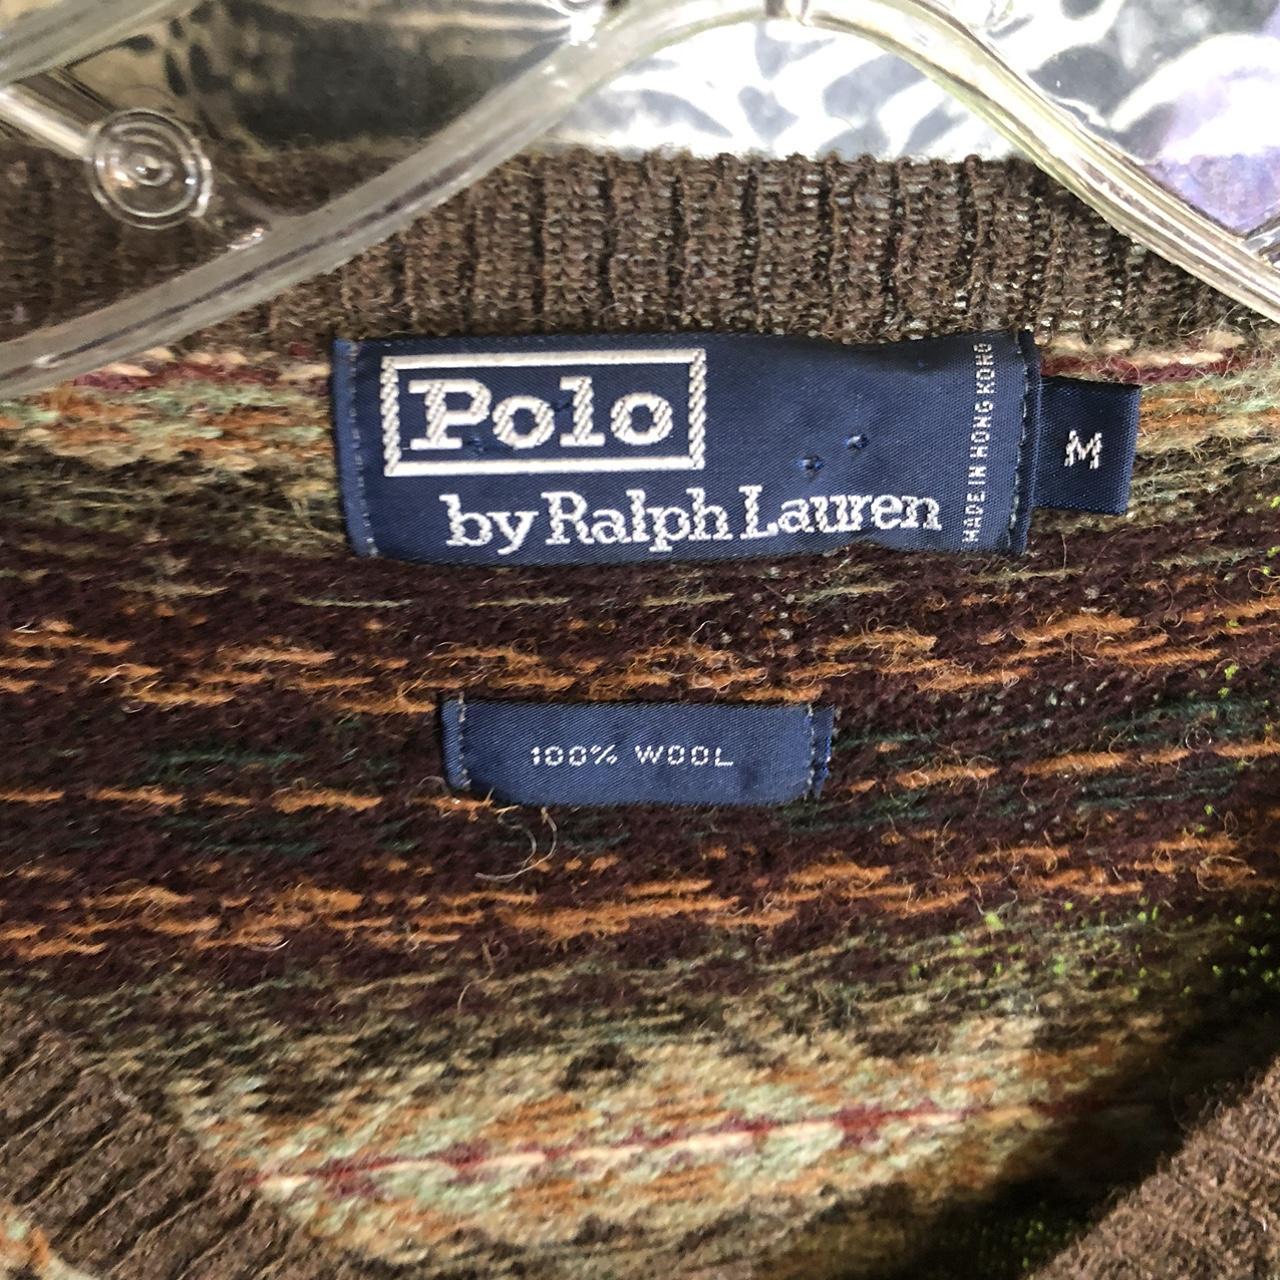 Polo
by Ralph Lauren
MADE IN HONG KONG
M
100% WOOL